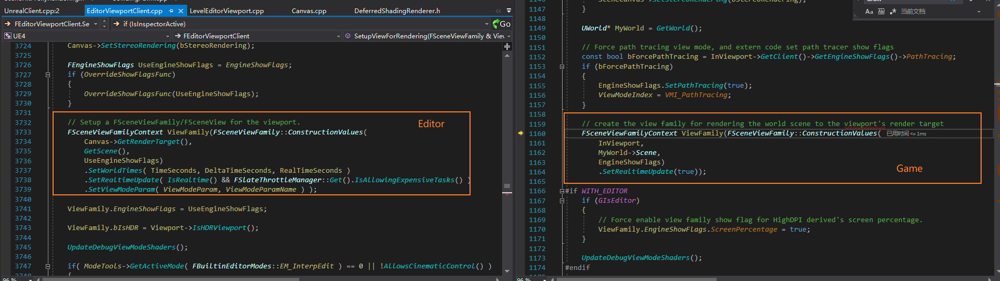 UnrealClient.cpp:2
EditorViewportClient.cpp
LevelEditorViewport.cpp
Canvas.cpp
DeferredShadingRenderer.h
FEditorViewportClient.Se
if (IsInspectorActive)
Go
UE4
FEditorViewportClient
SetupViewForRendering(FSceneViewFamily & Viev
3724 Canvas->SetStereoRendering(bStereoRendering);
3725
3726 FEngineShowFlags UseEngineShowFlags = EngineShowFlags;
3727 if (OverrideShowFlagsFunc)
3728 {
3729 OverrideShowFlagsFunc(UseEngineShowFlags);
3730 }
3731
3732 // Setup a FSceneViewFamily/FSceneView for the viewport.
Editor
3733 FSceneViewFamilyContext ViewFamily(FSceneViewFamily::ConstructionValues(
3734 Canvas->GetRenderTarget(),
3735 GetScene(),
3736 UseEngineShowFlags)
3737 .SetWorldTimes( TimeSeconds, DeltaTimeSeconds, RealTimeSeconds )
3738 .SetRealtimeUpdate( IsRealtime() && FSlateThrottleManager::Get().IsAllowingExpensiveTasks() )
3739 .SetViewModeParam( ViewModeParam, ViewModeParamName ) );
3740
3741 ViewFamily.EngineShowFlags = UseEngineShowFlags;
3742
3743 ViewFamily.bIsHDR = Viewport->IsHDRViewport();
3744
3745 UpdateDebugViewModeShaders();
3746
3747 if( ModeTools->GetActiveMode( FBuiltinEditorModes::EM_InterpEdit ) == 0 || !AllowsCinematicControl() )
3748 {
96 %
1146 SceneCanvas->SetStereoRendering(bStereoRendering);
1147 }
1148
1149 UWorld* MyWorld = GetWorld();
1150
1151 // Force path tracing view mode, and extern code set path tracer show flags
1152 const bool bForcePathTracing = InViewport->GetClient()->GetEngineShowFlags()->PathTracing;
1153 if (bForcePathTracing)
1154 {
1155 EngineShowFlags.SetPathTracing(true);
1156 ViewModeIndex = VMI_PathTracing;
1157 }
1158
1159 // create the view family for rendering the world scene to the viewport's render target
1160 FSceneViewFamilyContext ViewFamily(FSceneViewFamily::ConstructionValues( 已用时间 <= 1ms
1161 InViewport,
1162 MyWorld->Scene,
1163 EngineShowFlags)
1164 .SetRealtimeUpdate(true));
Game
1165
1166 #if WITH_EDITOR
1167 if (GIsEditor)
1168 {
1169 // Force enable view family show flag for HighDPI derived's screen percentage.
1170 ViewFamily.EngineShowFlags.ScreenPercentage = true;
1171 }
1172
1173 UpdateDebugViewModeShaders();
1174 #endif
96 %
Aa
Ab
.*
当前文档